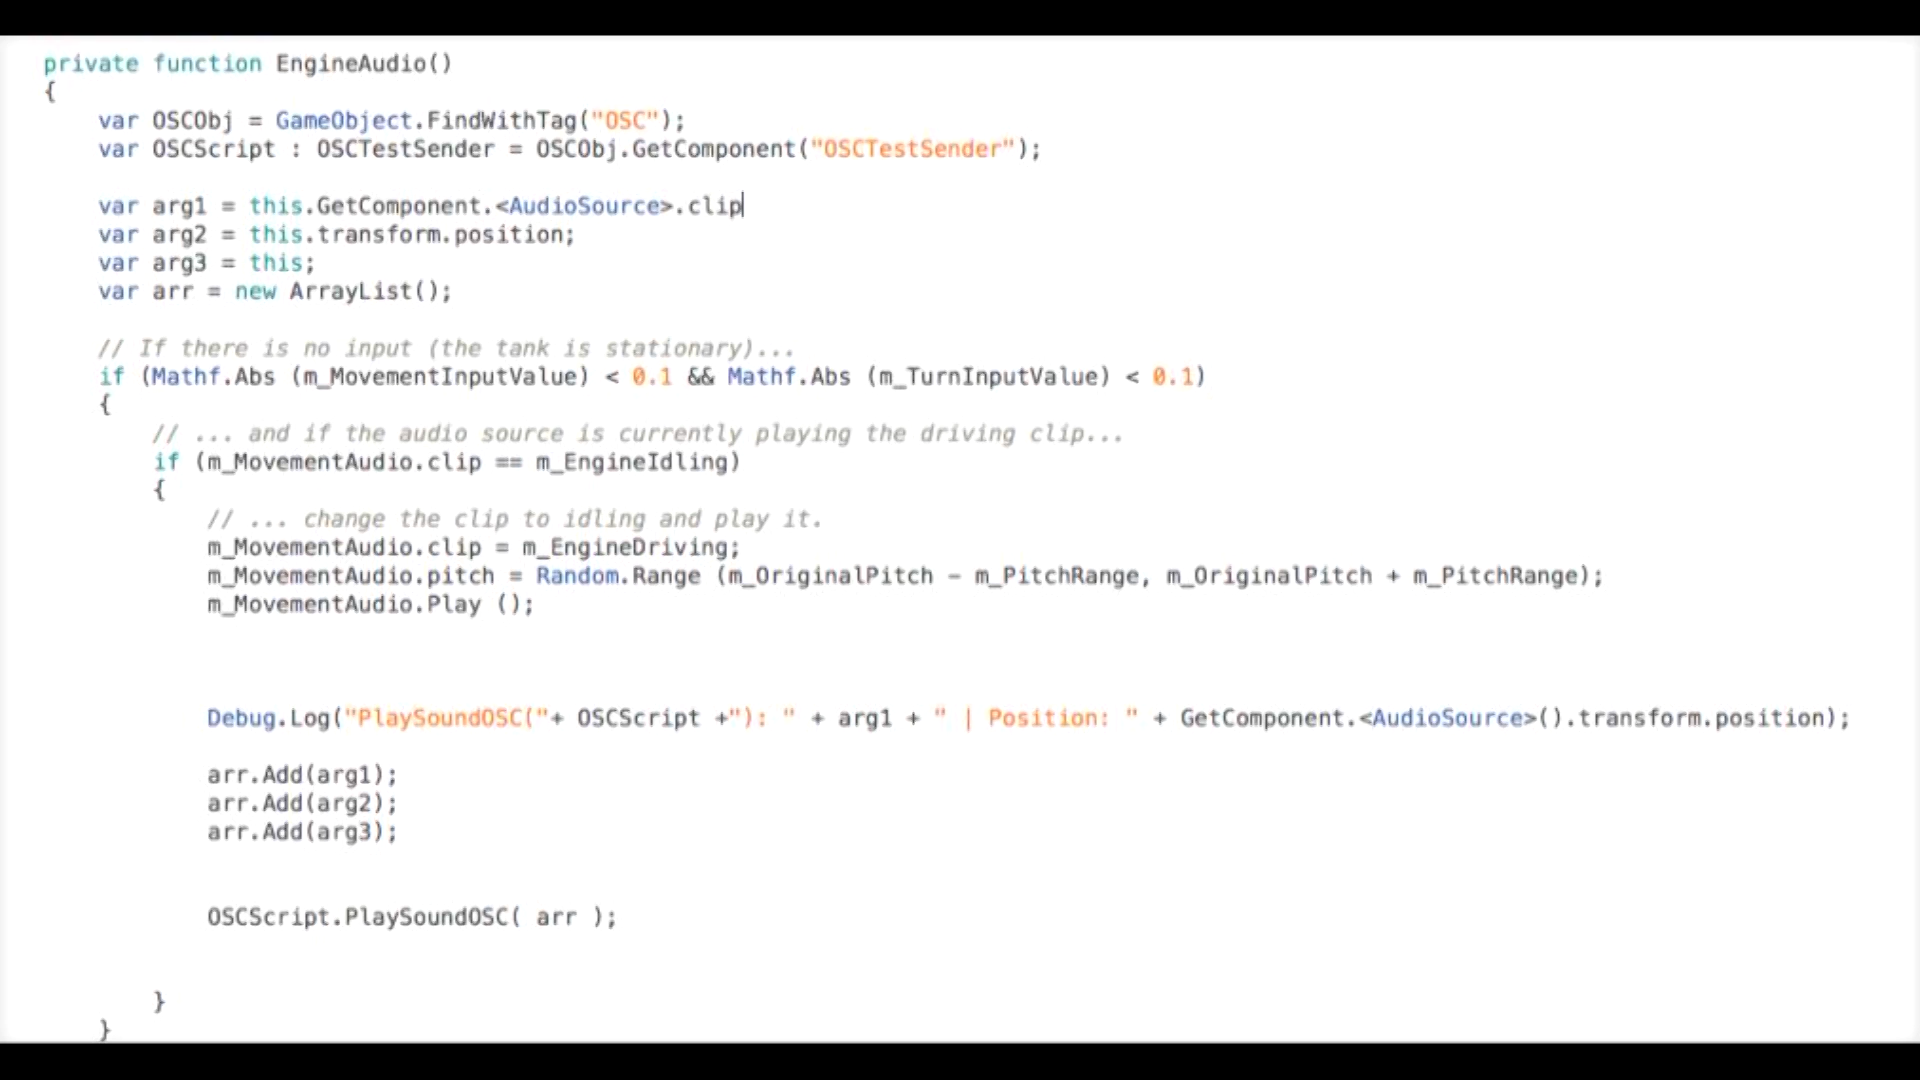 private function EngineAudio()
{
var OSCObj = GameObject.FindWithTag("OSC");
var OSCScript : OSCTestSender = OSCObj.GetComponent("OSCTestSender");
var arg1 = this.GetComponent.<AudioSource>.clip
var arg2 = this.transform.position;
var arg3 = this;
var arr = new ArrayList();
// If there is no input (the tank is stationary)...
if (Mathf.Abs (m_MovementInputValue) < 0.1 && Mathf.Abs (m_TurnInputValue) < 0.1)
{
// ... and if the audio source is currently playing the driving clip...
if (m_MovementAudio.clip == m_EngineIdling)
{
// ... change the clip to idling and play it.
m_MovementAudio.clip = m_EngineDriving;
m_MovementAudio.pitch = Random.Range (m_OriginalPitch - m_PitchRange, m_OriginalPitch + m_PitchRange);
m_MovementAudio.Play ();
Debug.Log("PlaySoundOSC("+ OSCScript +"): " + arg1 + " | Position: " + GetComponent.<AudioSource>().transform.position);
arr.Add(arg1);
arr.Add(arg2);
arr.Add(arg3);
OSCScript.PlaySoundOSC( arr );
}
}